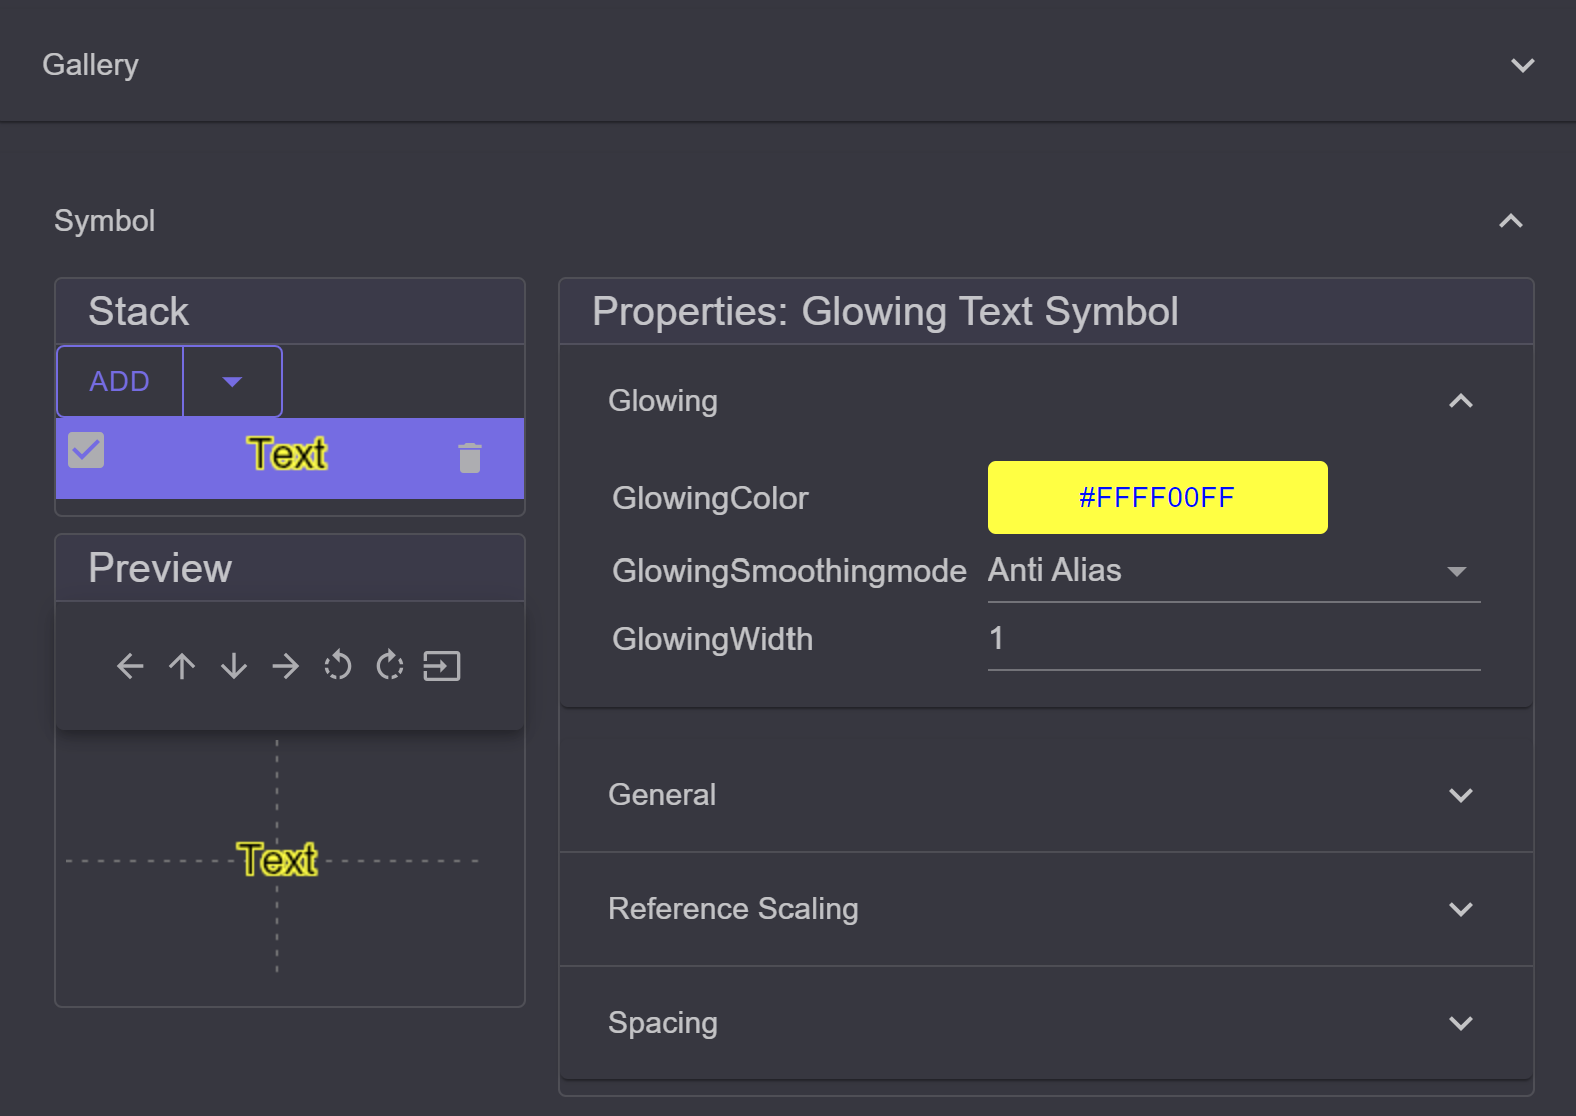 Gallery
Symbol
Stack
ADD
Text
Preview
Text
Properties: Glowing Text Symbol
Glowing
GlowingColor #FFFF00FF
GlowingSmoothingmode Anti Alias
GlowingWidth 1
General
Reference Scaling
Spacing